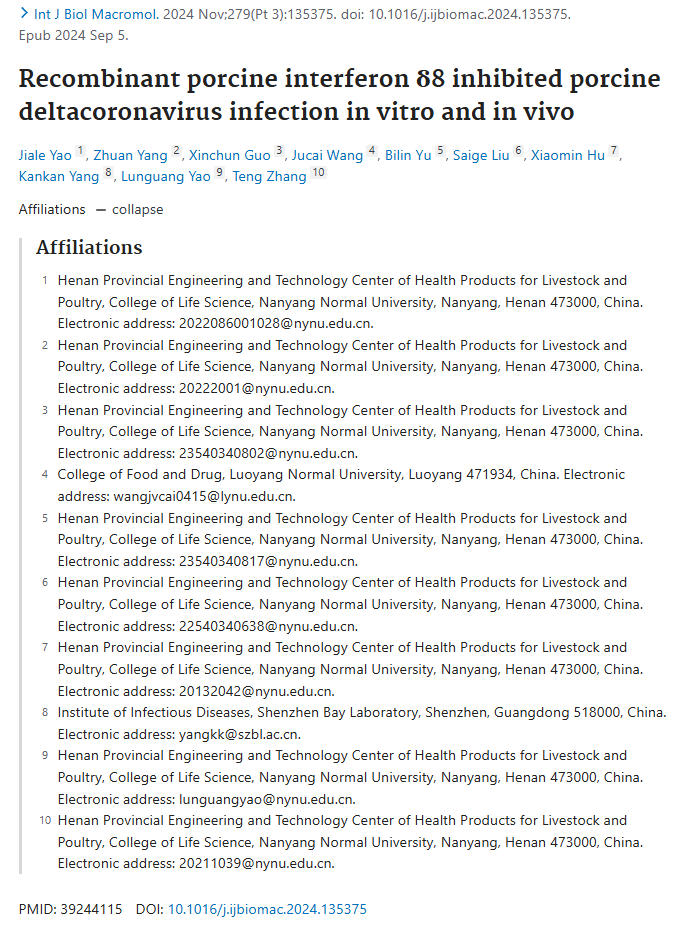 Int J Biol Macromol. 2024 Nov;279(Pt 3):135375. doi: 10.1016/j.ijbiomac.2024.135375.
Epub 2024 Sep 5.
Recombinant porcine interferon δ8 inhibited porcine
deltacoronavirus infection in vitro and in vivo
Jiale Yao 1, Zhuan Yang 2, Xinchun Guo 3, Jucai Wang 4, Bilin Yu 5, Saige Liu 6, Xiaomin Hu 7,
Kankan Yang 8, Lunguang Yao 9, Teng Zhang 10
Affiliations — collapse
Affiliations
1 Henan Provincial Engineering and Technology Center of Health Products for Livestock and
Poultry, College of Life Science, Nanyang Normal University, Nanyang, Henan 473000, China.
Electronic address: 2022086001028@nynu.edu.cn.
2 Henan Provincial Engineering and Technology Center of Health Products for Livestock and
Poultry, College of Life Science, Nanyang Normal University, Nanyang, Henan 473000, China.
Electronic address: 20222001@nynu.edu.cn.
3 Henan Provincial Engineering and Technology Center of Health Products for Livestock and
Poultry, College of Life Science, Nanyang Normal University, Nanyang, Henan 473000, China.
Electronic address: 23540340802@nynu.edu.cn.
4 College of Food and Drug, Luoyang Normal University, Luoyang 471934, China. Electronic
address: wangjvcai0415@lynu.edu.cn.
5 Henan Provincial Engineering and Technology Center of Health Products for Livestock and
Poultry, College of Life Science, Nanyang Normal University, Nanyang, Henan 473000, China.
Electronic address: 23540340817@nynu.edu.cn.
6 Henan Provincial Engineering and Technology Center of Health Products for Livestock and
Poultry, College of Life Science, Nanyang Normal University, Nanyang, Henan 473000, China.
Electronic address: 22540340638@nynu.edu.cn.
7 Henan Provincial Engineering and Technology Center of Health Products for Livestock and
Poultry, College of Life Science, Nanyang Normal University, Nanyang, Henan 473000, China.
Electronic address: 20132042@nynu.edu.cn.
8 Institute of Infectious Diseases, Shenzhen Bay Laboratory, Shenzhen, Guangdong 518000, China.
Electronic address: yangkk@szbl.ac.cn.
9 Henan Provincial Engineering and Technology Center of Health Products for Livestock and
Poultry, College of Life Science, Nanyang Normal University, Nanyang, Henan 473000, China.
Electronic address: lunguangyao@nynu.edu.cn.
10 Henan Provincial Engineering and Technology Center of Health Products for Livestock and
Poultry, College of Life Science, Nanyang Normal University, Nanyang, Henan 473000, China.
Electronic address: 20211039@nynu.edu.cn.
PMID: 39244115 DOI: 10.1016/j.ijbiomac.2024.135375